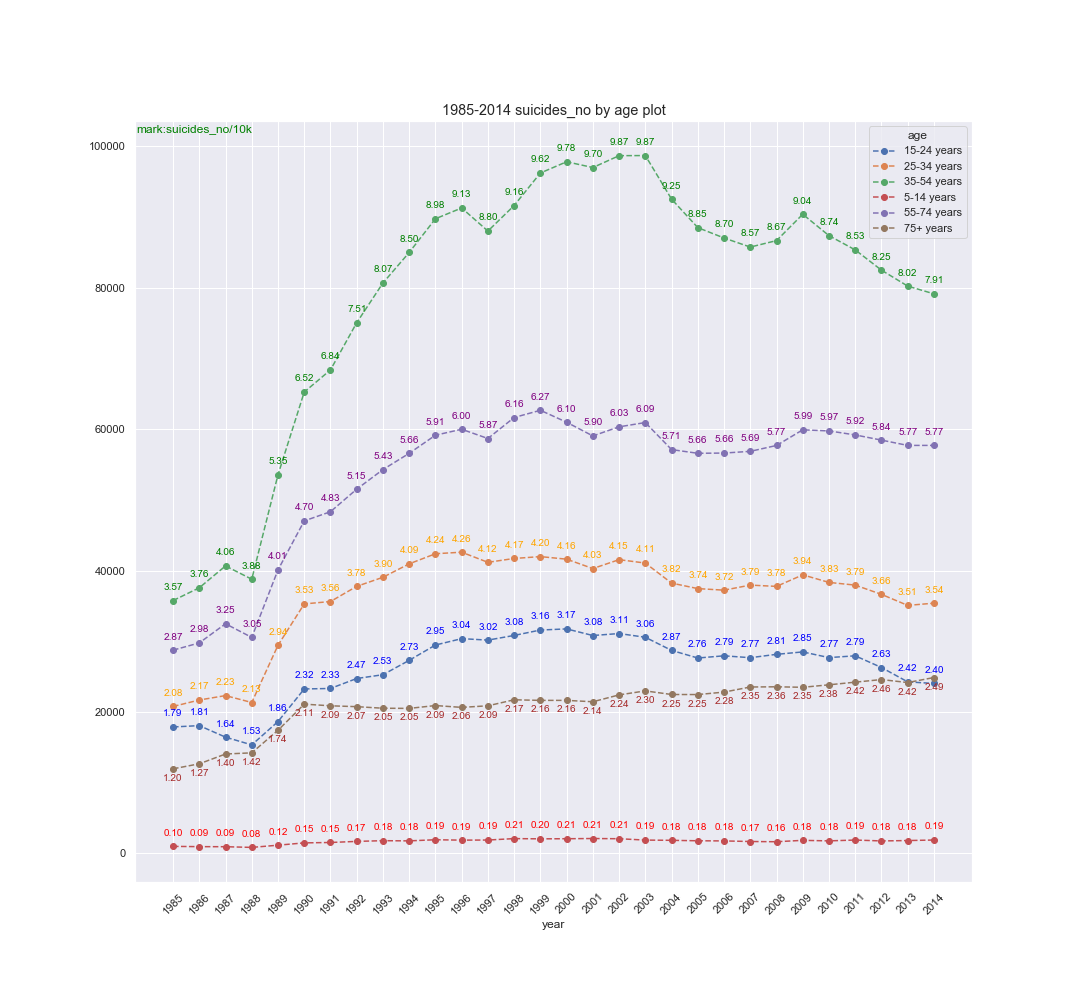 1985-2014 suicides_no by age plot
mark:suicides_no/10k
age
15-24 years
25-34 years
35-54 years
5-14 years
55-74 years
75+ years
100000
80000
60000
40000
20000
0
3.57 3.76 4.06 3.88 5.35 6.52 6.84 7.51 8.07 8.50 8.98 9.13 8.80 9.16 9.62 9.78 9.70 9.87 9.87 9.25 8.85 8.70 8.57 8.67 9.04 8.74 8.53 8.25 8.02 7.91
2.87 2.98 3.25 3.05 4.01 4.70 4.83 5.15 5.43 5.66 5.91 6.00 5.87 6.16 6.27 6.10 5.90 6.03 6.09 5.71 5.66 5.66 5.69 5.77 5.99 5.97 5.92 5.84 5.77 5.77
2.08 2.17 2.23 2.13 2.94 3.53 3.56 3.78 3.90 4.09 4.24 4.26 4.12 4.17 4.20 4.16 4.03 4.15 4.11 3.82 3.74 3.72 3.79 3.78 3.94 3.83 3.79 3.66 3.51 3.54
1.79 1.81 1.64 1.53 1.86 2.32 2.33 2.47 2.53 2.73 2.95 3.04 3.02 3.08 3.16 3.17 3.08 3.11 3.06 2.87 2.76 2.79 2.77 2.81 2.85 2.77 2.79 2.63 2.42 2.40
1.20 1.27 1.40 1.42 1.74 2.11 2.09 2.07 2.05 2.05 2.09 2.06 2.09 2.17 2.16 2.16 2.14 2.24 2.30 2.25 2.25 2.28 2.35 2.36 2.35 2.38 2.42 2.46 2.42 2.49
0.10 0.09 0.09 0.08 0.12 0.15 0.15 0.17 0.18 0.18 0.19 0.19 0.19 0.21 0.20 0.21 0.21 0.21 0.19 0.18 0.18 0.18 0.17 0.16 0.18 0.18 0.19 0.18 0.18 0.19
1985 1986 1987 1988 1989 1990 1991 1992 1993 1994 1995 1996 1997 1998 1999 2000 2001 2002 2003 2004 2005 2006 2007 2008 2009 2010 2011 2012 2013 2014
year